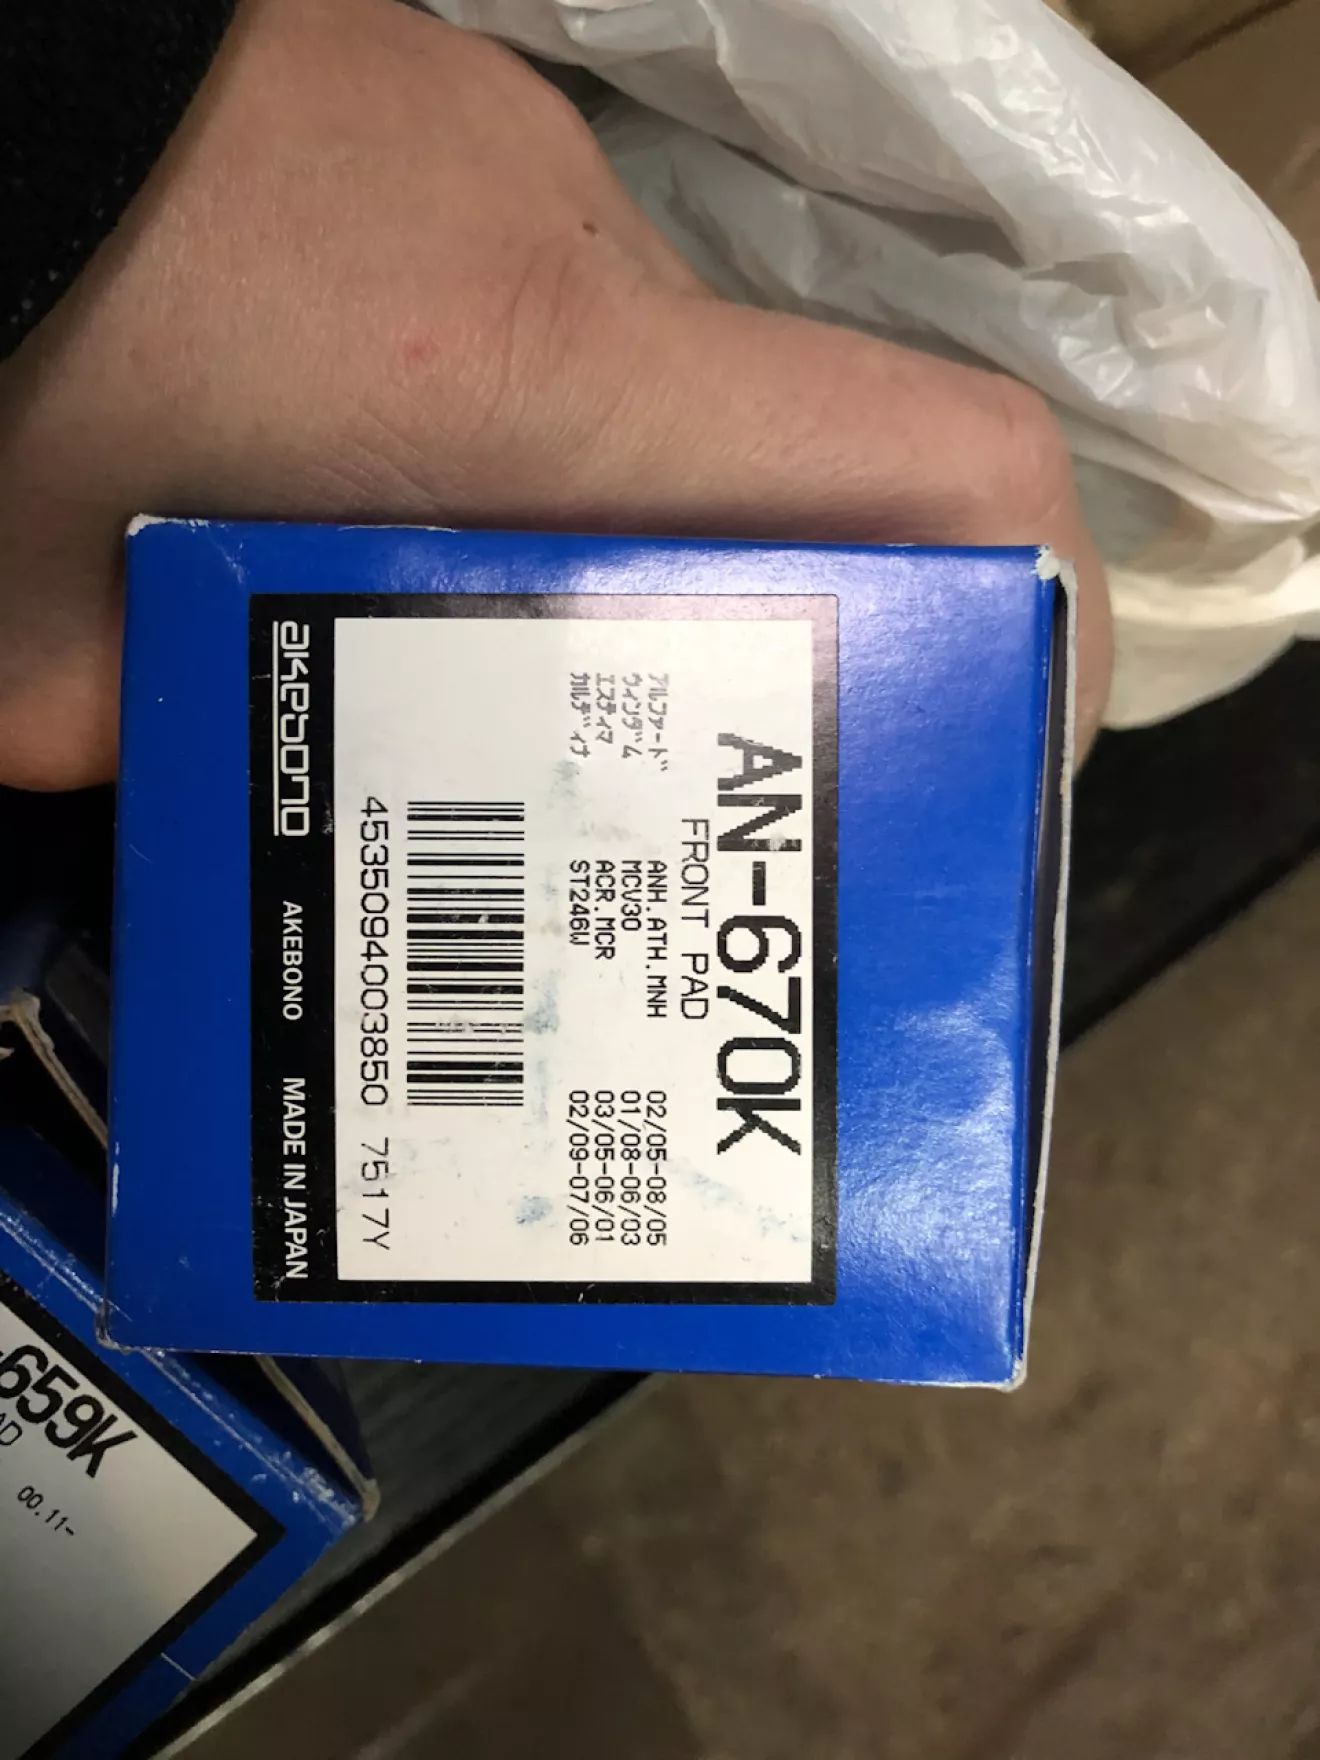 AN-670K
FRONT PAD
アルファード ANH.ATH.MNH 02/05-08/05
ウィンダム MCV30 01/08-06/03
エスティマ ACR.MCR 03/05-06/01
カルディナ ST246W 02/09-07/06
4535094003850 7517Y
akebono AKEBONO MADE IN JAPAN
-659K
AD
00.11-